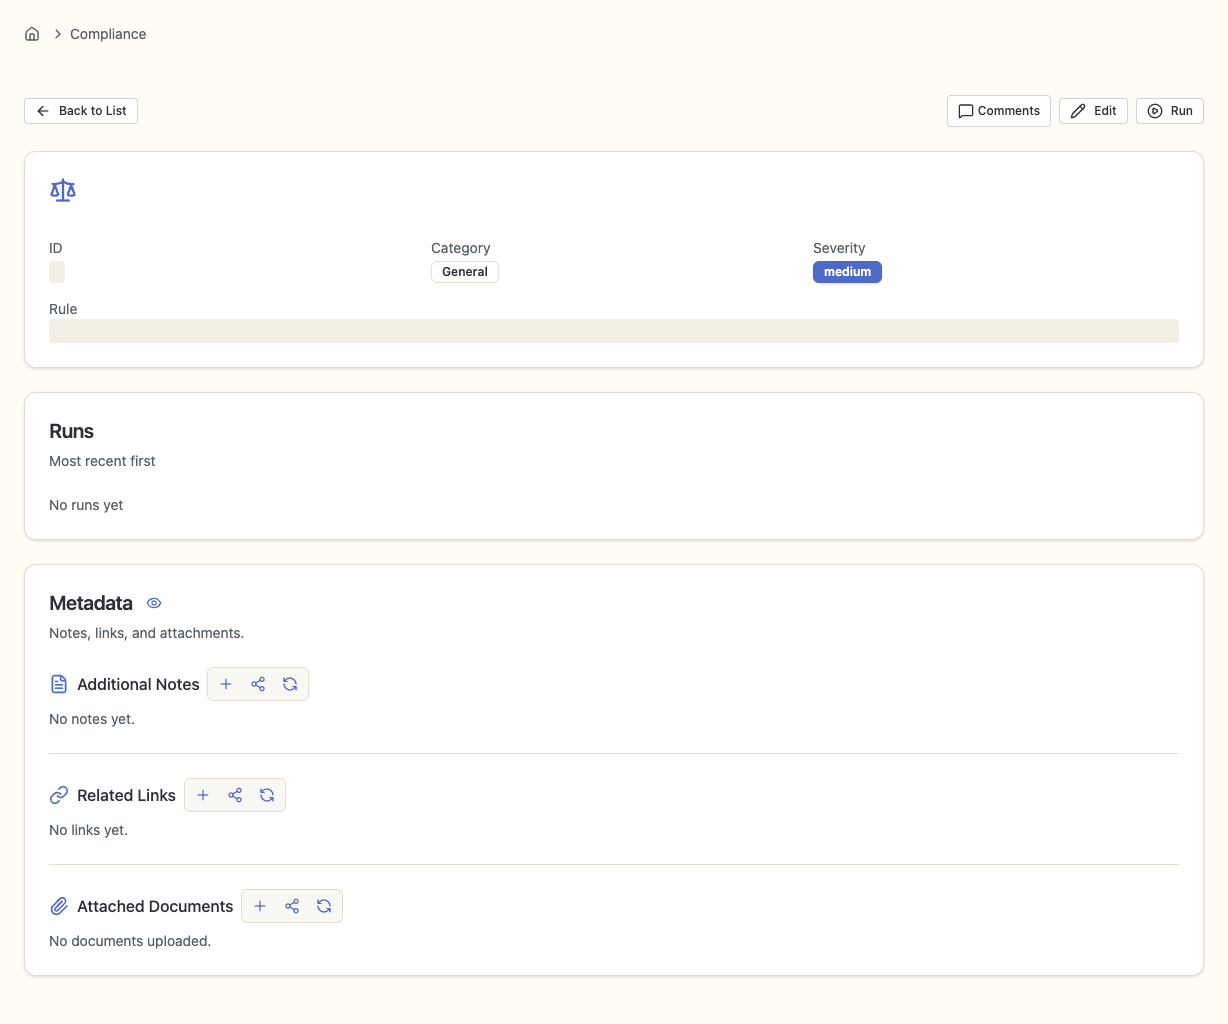 Compliance
Back to List
Comments
Edit
Run
ID
Category
Severity
General
medium
Rule
Runs
Most recent first
No runs yet
Metadata
Notes, links, and attachments.
Additional Notes
No notes yet.
Related Links
No links yet.
Attached Documents
No documents uploaded.